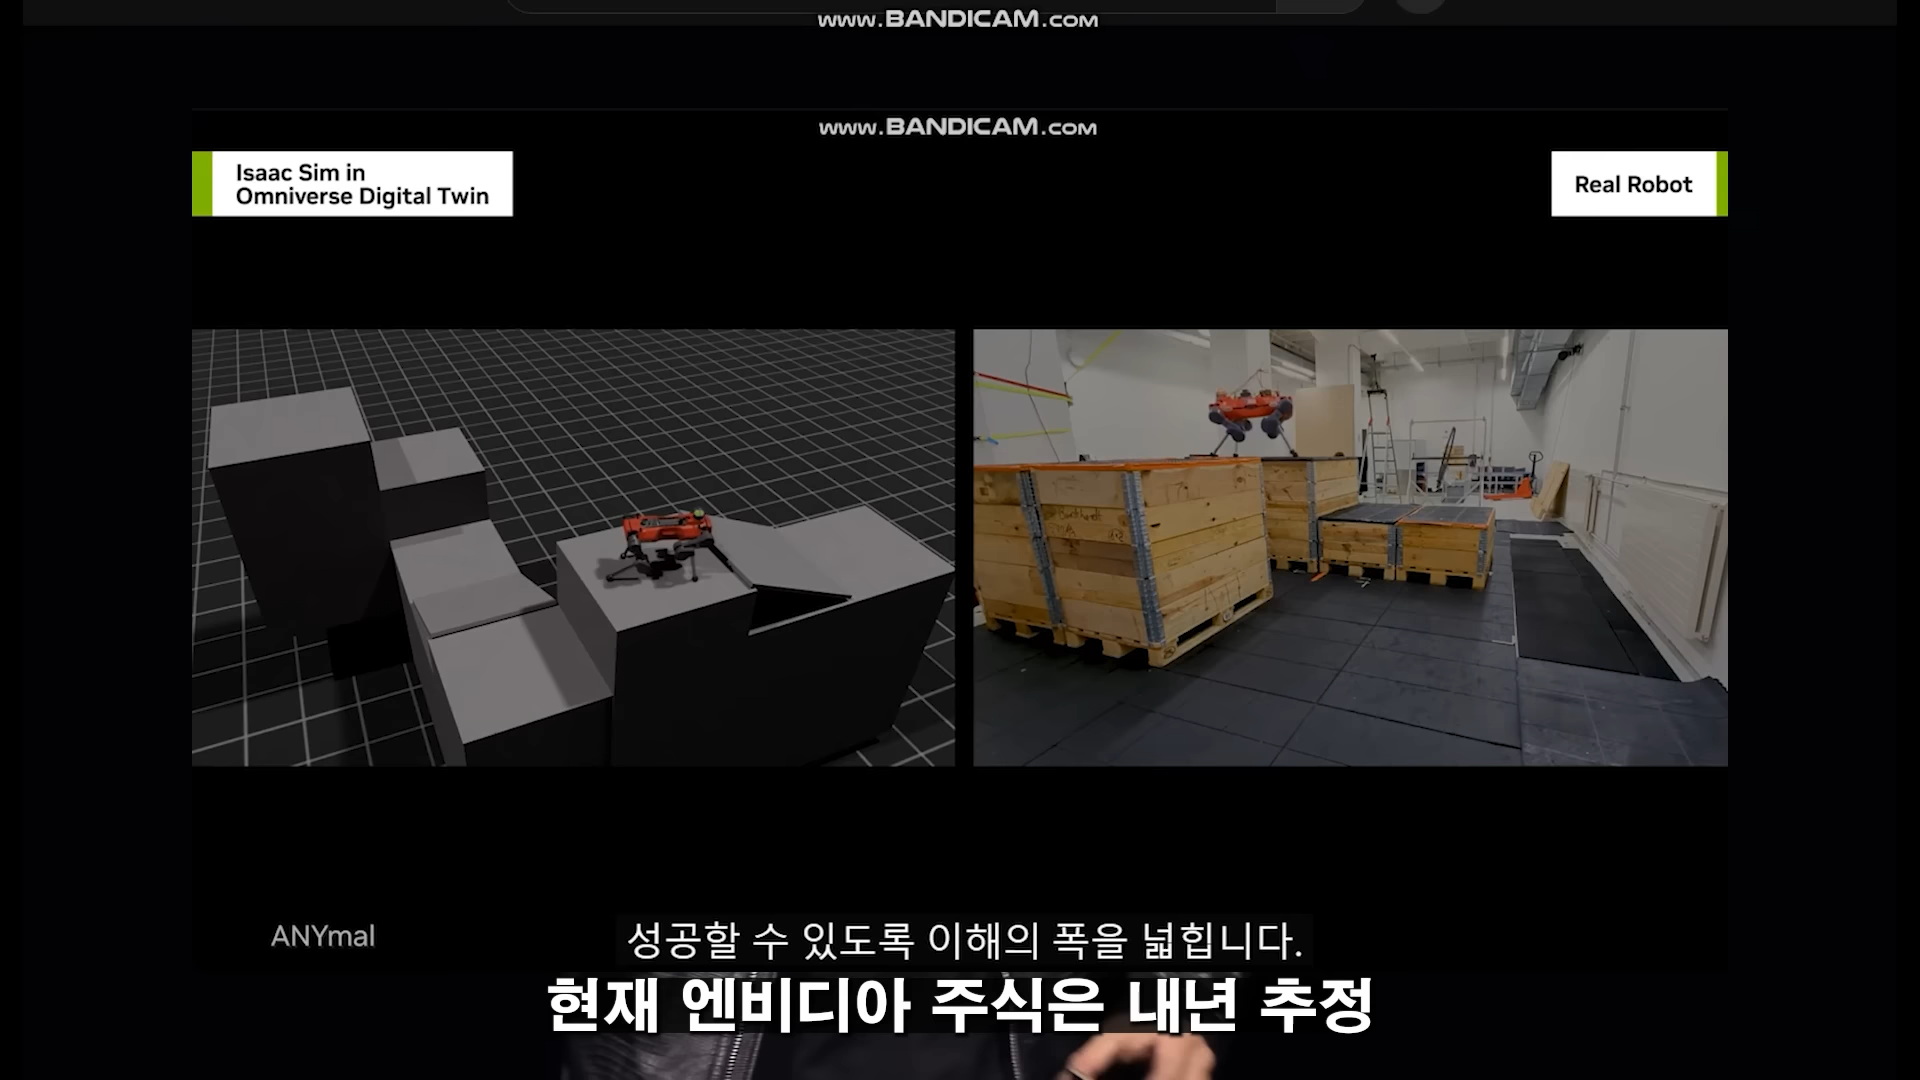 www.BANDICAM.com
www.BANDICAM.com
Isaac Sim in
Omniverse Digital Twin
Real Robot
ANYmal
성공할 수 있도록 이해의 폭을 넓힙니다.
현재 엔비디아 주식은 내년 추정